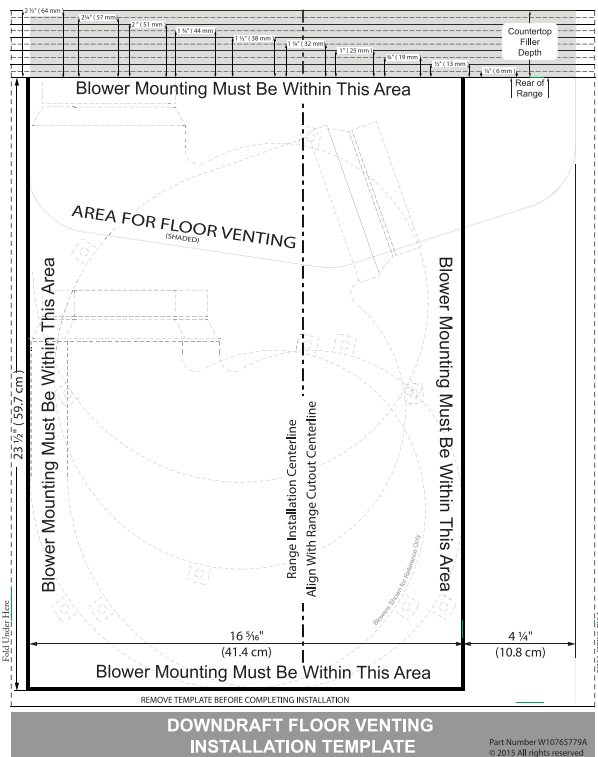 2 ½" (64 mm)
2¼" (57 mm)
2" (51 mm)
1 ¾" (44 mm)
1 ½" (38 mm)
1 ¼" (32 mm)
1" (25 mm)
¾" (19 mm)
½" (13 mm)
¼" (6 mm)
Countertop
Filler
Depth
Rear of
Range
Blower Mounting Must Be Within This Area
AREA FOR FLOOR VENTING
(SHADED)
Blower Mounting Must Be Within This Area
Blower Mounting Must Be Within This Area
23 ½" (59.7 cm)
Range Installation Centerline
Align With Range Cutout Centerline
Blowers Shown for Reference Only
Fold Under Here
16 5⁄16"
(41.4 cm)
4 ¼"
(10.8 cm)
Blower Mounting Must Be Within This Area
REMOVE TEMPLATE BEFORE COMPLETING INSTALLATION
DOWNDRAFT FLOOR VENTING
INSTALLATION TEMPLATE
Part Number W10765779A
© 2015 All rights reserved